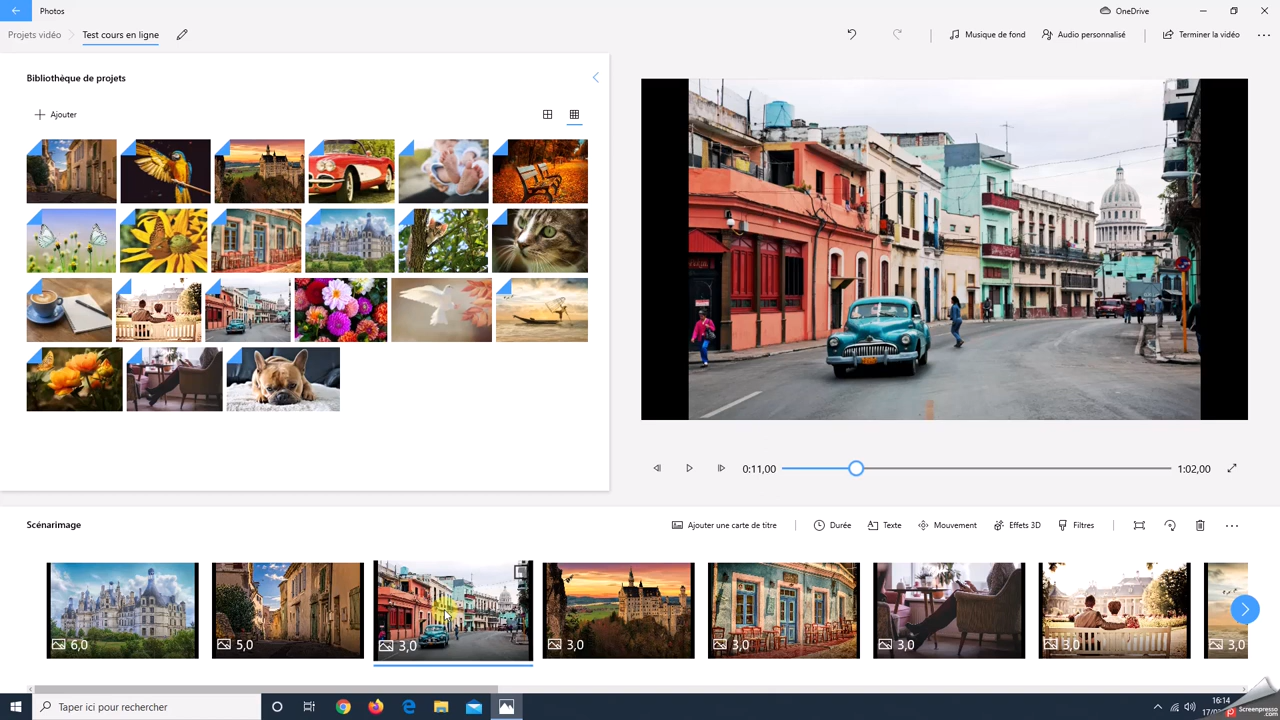 Photos
OneDrive
Projets vidéo
Test cours en ligne
Musique de fond
Audio personnalisé
Terminer la vidéo
Bibliothèque de projets
Ajouter
0:11,00
1:02,00
Scénarimage
Ajouter une carte de titre
Durée
Texte
Mouvement
Effets 3D
Filtres
6,0
5,0
3,0
3,0
3,0
3,0
3,0
3,0
Taper ici pour rechercher
16:14
Screenpresso
.com